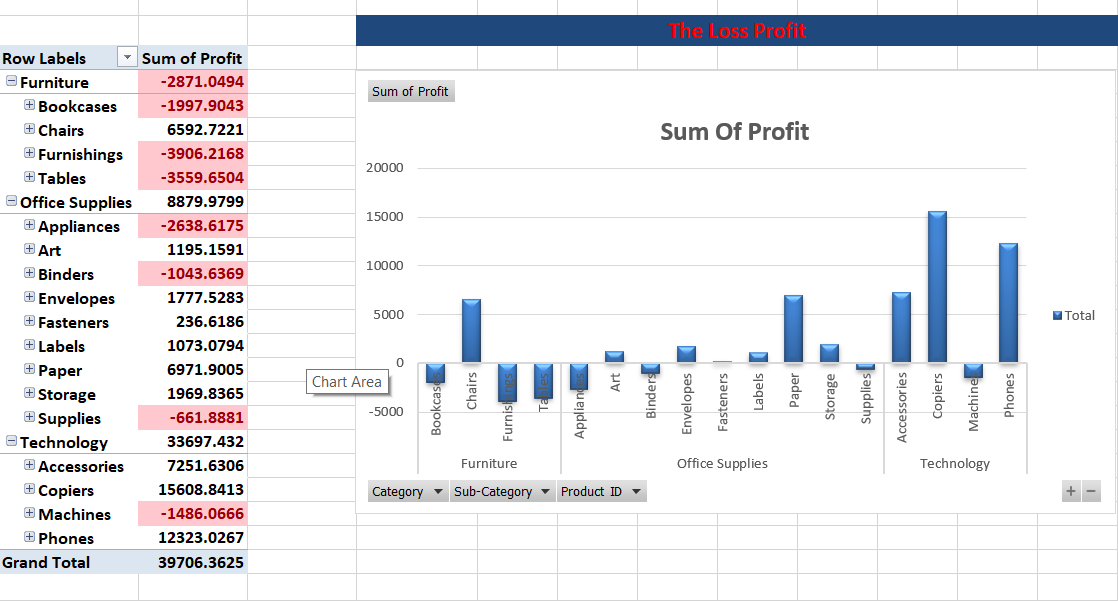 The Loss Profit
Row Labels Sum of Profit
Furniture -2871.0494
Bookcases -1997.9043
Chairs 6592.7221
Furnishings -3906.2168
Tables -3559.6504
Office Supplies 8879.9799
Appliances -2638.6175
Art 1195.1591
Binders -1043.6369
Envelopes 1777.5283
Fasteners 236.6186
Labels 1073.0794
Paper 6971.9005
Storage 1969.8365
Supplies -661.8881
Technology 33697.432
Accessories 7251.6306
Copiers 15608.8413
Machines -1486.0666
Phones 12323.0267
Grand Total 39706.3625
Chart Area
Sum of Profit
Sum Of Profit
20000
15000
10000
5000
0
-5000
Bookcases
Chairs
Furnishings
Tables
Appliances
Art
Binders
Envelopes
Fasteners
Labels
Paper
Storage
Supplies
Accessories
Copiers
Machines
Phones
Furniture Office Supplies Technology
Total
Category Sub-Category Product ID + −